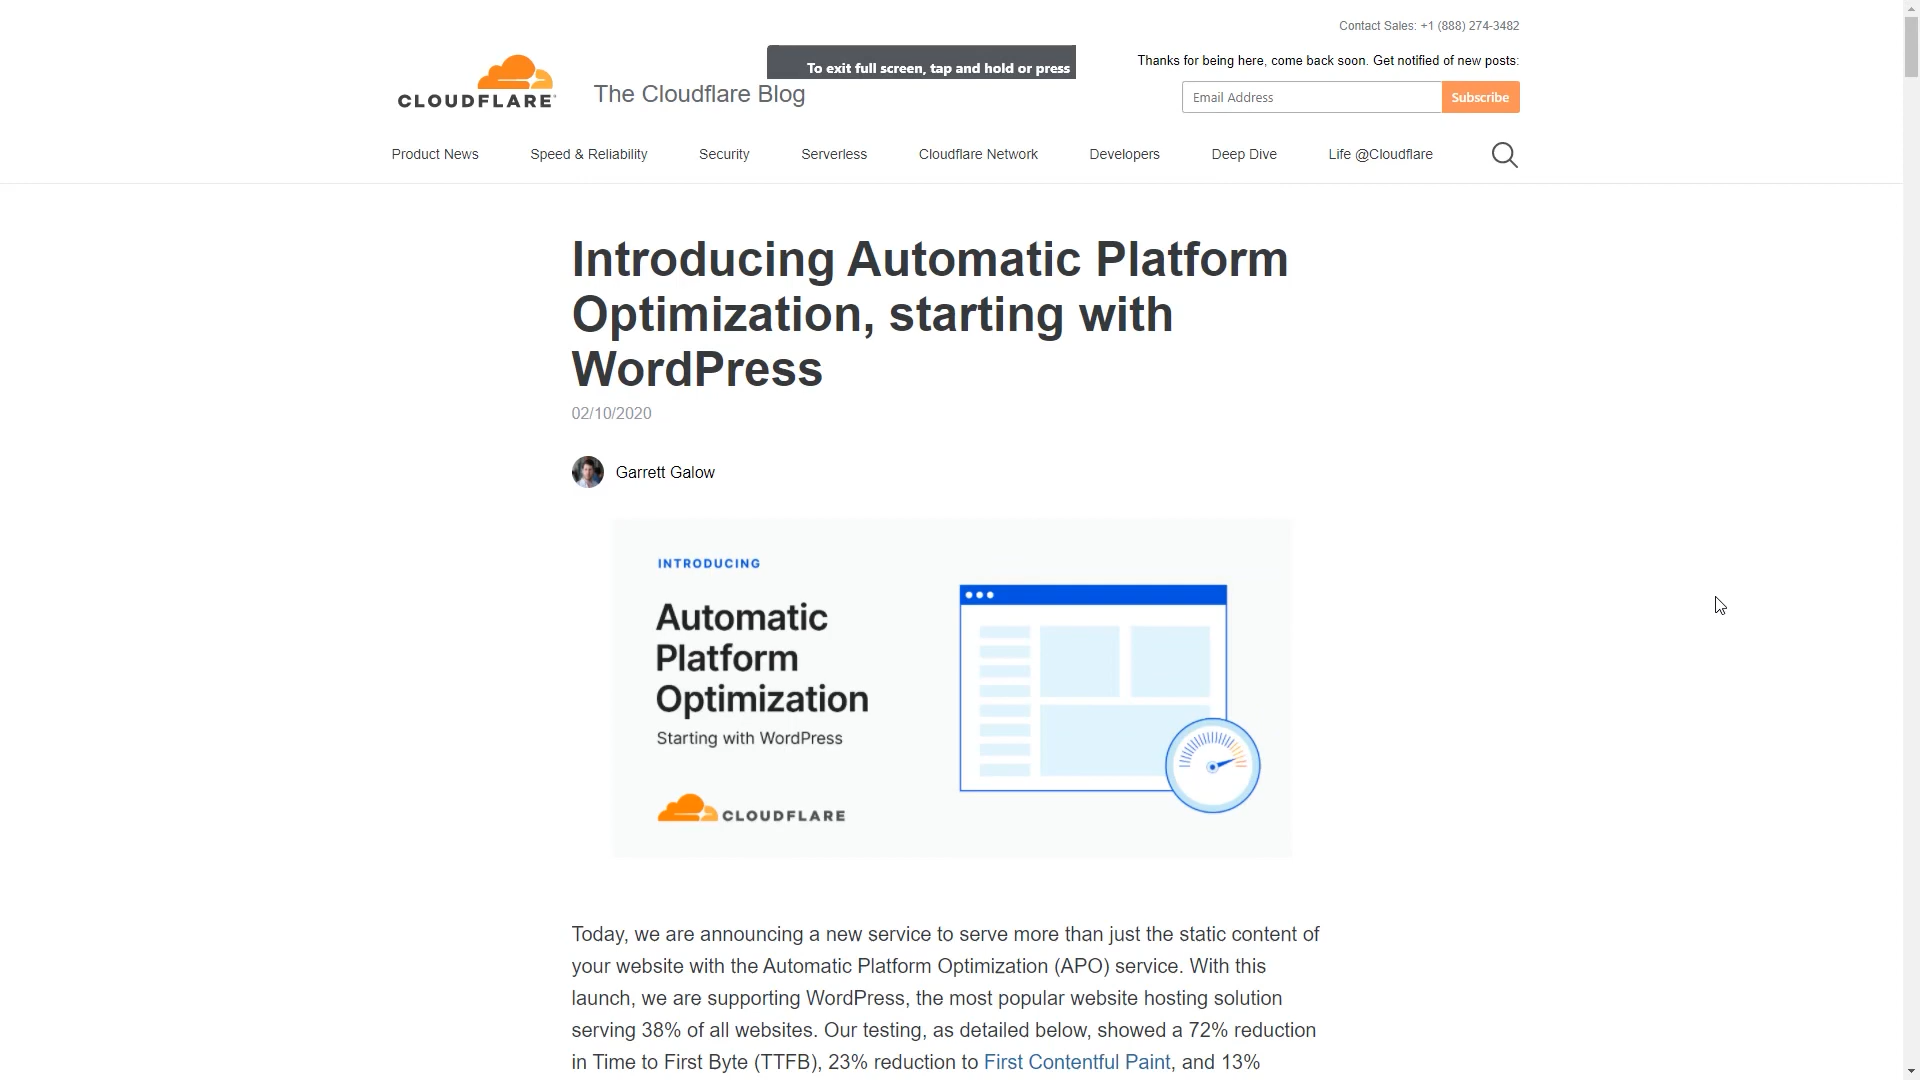 Contact Sales: +1 (888) 274-3482
To exit full screen, tap and hold or press
Thanks for being here, come back soon. Get notified of new posts:
CLOUDFLARE
The Cloudflare Blog
Email Address
Subscribe
Product News
Speed & Reliability
Security
Serverless
Cloudflare Network
Developers
Deep Dive
Life @Cloudflare
Introducing Automatic Platform
Optimization, starting with
WordPress
02/10/2020
Garrett Galow
INTRODUCING
Automatic
Platform
Optimization
Starting with WordPress
CLOUDFLARE
Today, we are announcing a new service to serve more than just the static content of
your website with the Automatic Platform Optimization (APO) service. With this
launch, we are supporting WordPress, the most popular website hosting solution
serving 38% of all websites. Our testing, as detailed below, showed a 72% reduction
in Time to First Byte (TTFB), 23% reduction to First Contentful Paint, and 13%